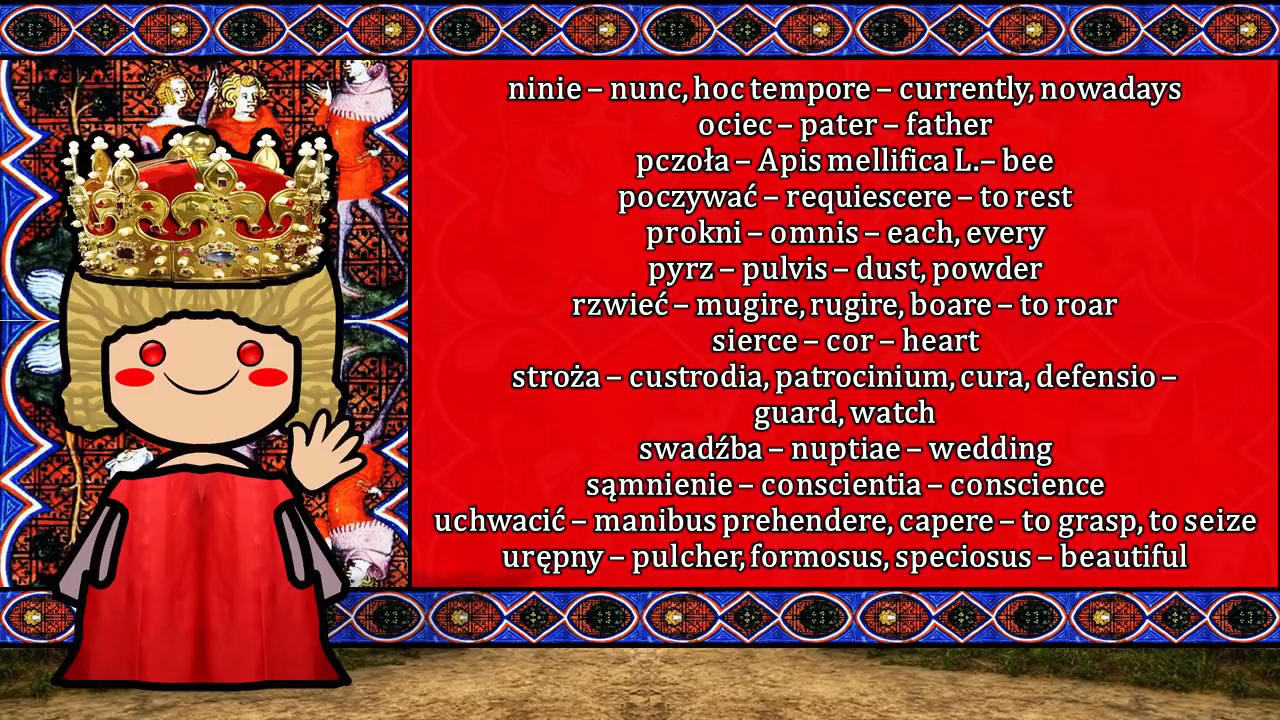 ninie – nunc, hoc tempore – currently, nowadays
ociec – pater – father
pczoła – Apis mellifica L.– bee
poczywać – requiescere – to rest
prokni – omnis – each, every
pyrz – pulvis – dust, powder
rzwieć – mugire, rugire, boare – to roar
sierce – cor – heart
stroża – custrodia, patrocinium, cura, defensio –
guard, watch
swadźba – nuptiae – wedding
sąmnienie – conscientia – conscience
uchwacić – manibus prehendere, capere – to grasp, to seize
urępny – pulcher, formosus, speciosus – beautiful